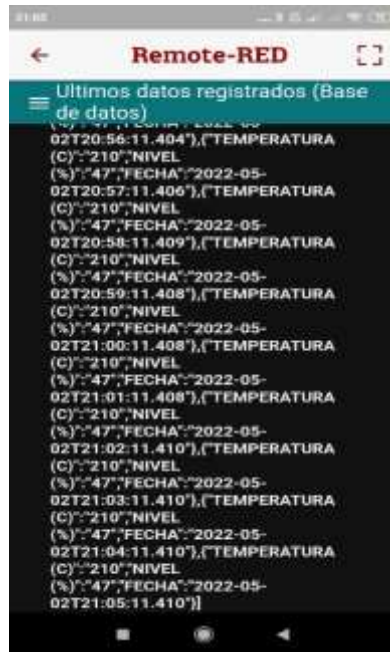 Remote-RED
Ultimos datos registrados (Base
de datos)
02T20:56:11.404"},{"TEMPERATURA
(C)":"210","NIVEL
(%)":"47","FECHA":"2022-05-
02T20:57:11.406"},{"TEMPERATURA
(C)":"210","NIVEL
(%)":"47","FECHA":"2022-05-
02T20:58:11.409"},{"TEMPERATURA
(C)":"210","NIVEL
(%)":"47","FECHA":"2022-05-
02T20:59:11.408"},{"TEMPERATURA
(C)":"210","NIVEL
(%)":"47","FECHA":"2022-05-
02T21:00:11.408"},{"TEMPERATURA
(C)":"210","NIVEL
(%)":"47","FECHA":"2022-05-
02T21:01:11.408"},{"TEMPERATURA
(C)":"210","NIVEL
(%)":"47","FECHA":"2022-05-
02T21:02:11.410"},{"TEMPERATURA
(C)":"210","NIVEL
(%)":"47","FECHA":"2022-05-
02T21:03:11.410"},{"TEMPERATURA
(C)":"210","NIVEL
(%)":"47","FECHA":"2022-05-
02T21:04:11.410"},{"TEMPERATURA
(C)":"210","NIVEL
(%)":"47","FECHA":"2022-05-
02T21:05:11.410"}]